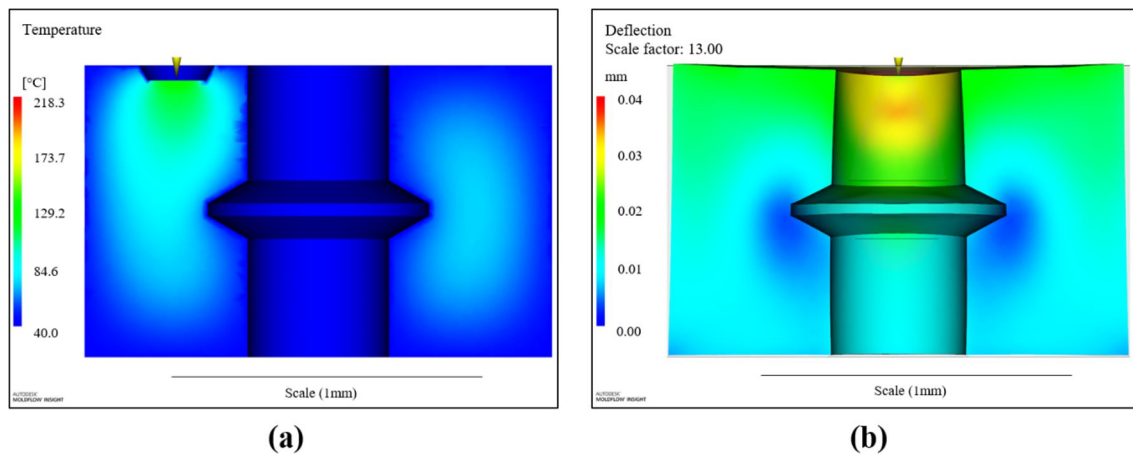 Temperature
[°C]
218.3
173.7
129.2
84.6
40.0
Scale (1mm)
AUTODESK®
MOLDFLOW® INSIGHT
(a)
Deflection
Scale factor: 13.00
mm
0.04
0.03
0.02
0.01
0.00
Scale (1mm)
AUTODESK®
MOLDFLOW® INSIGHT
(b)